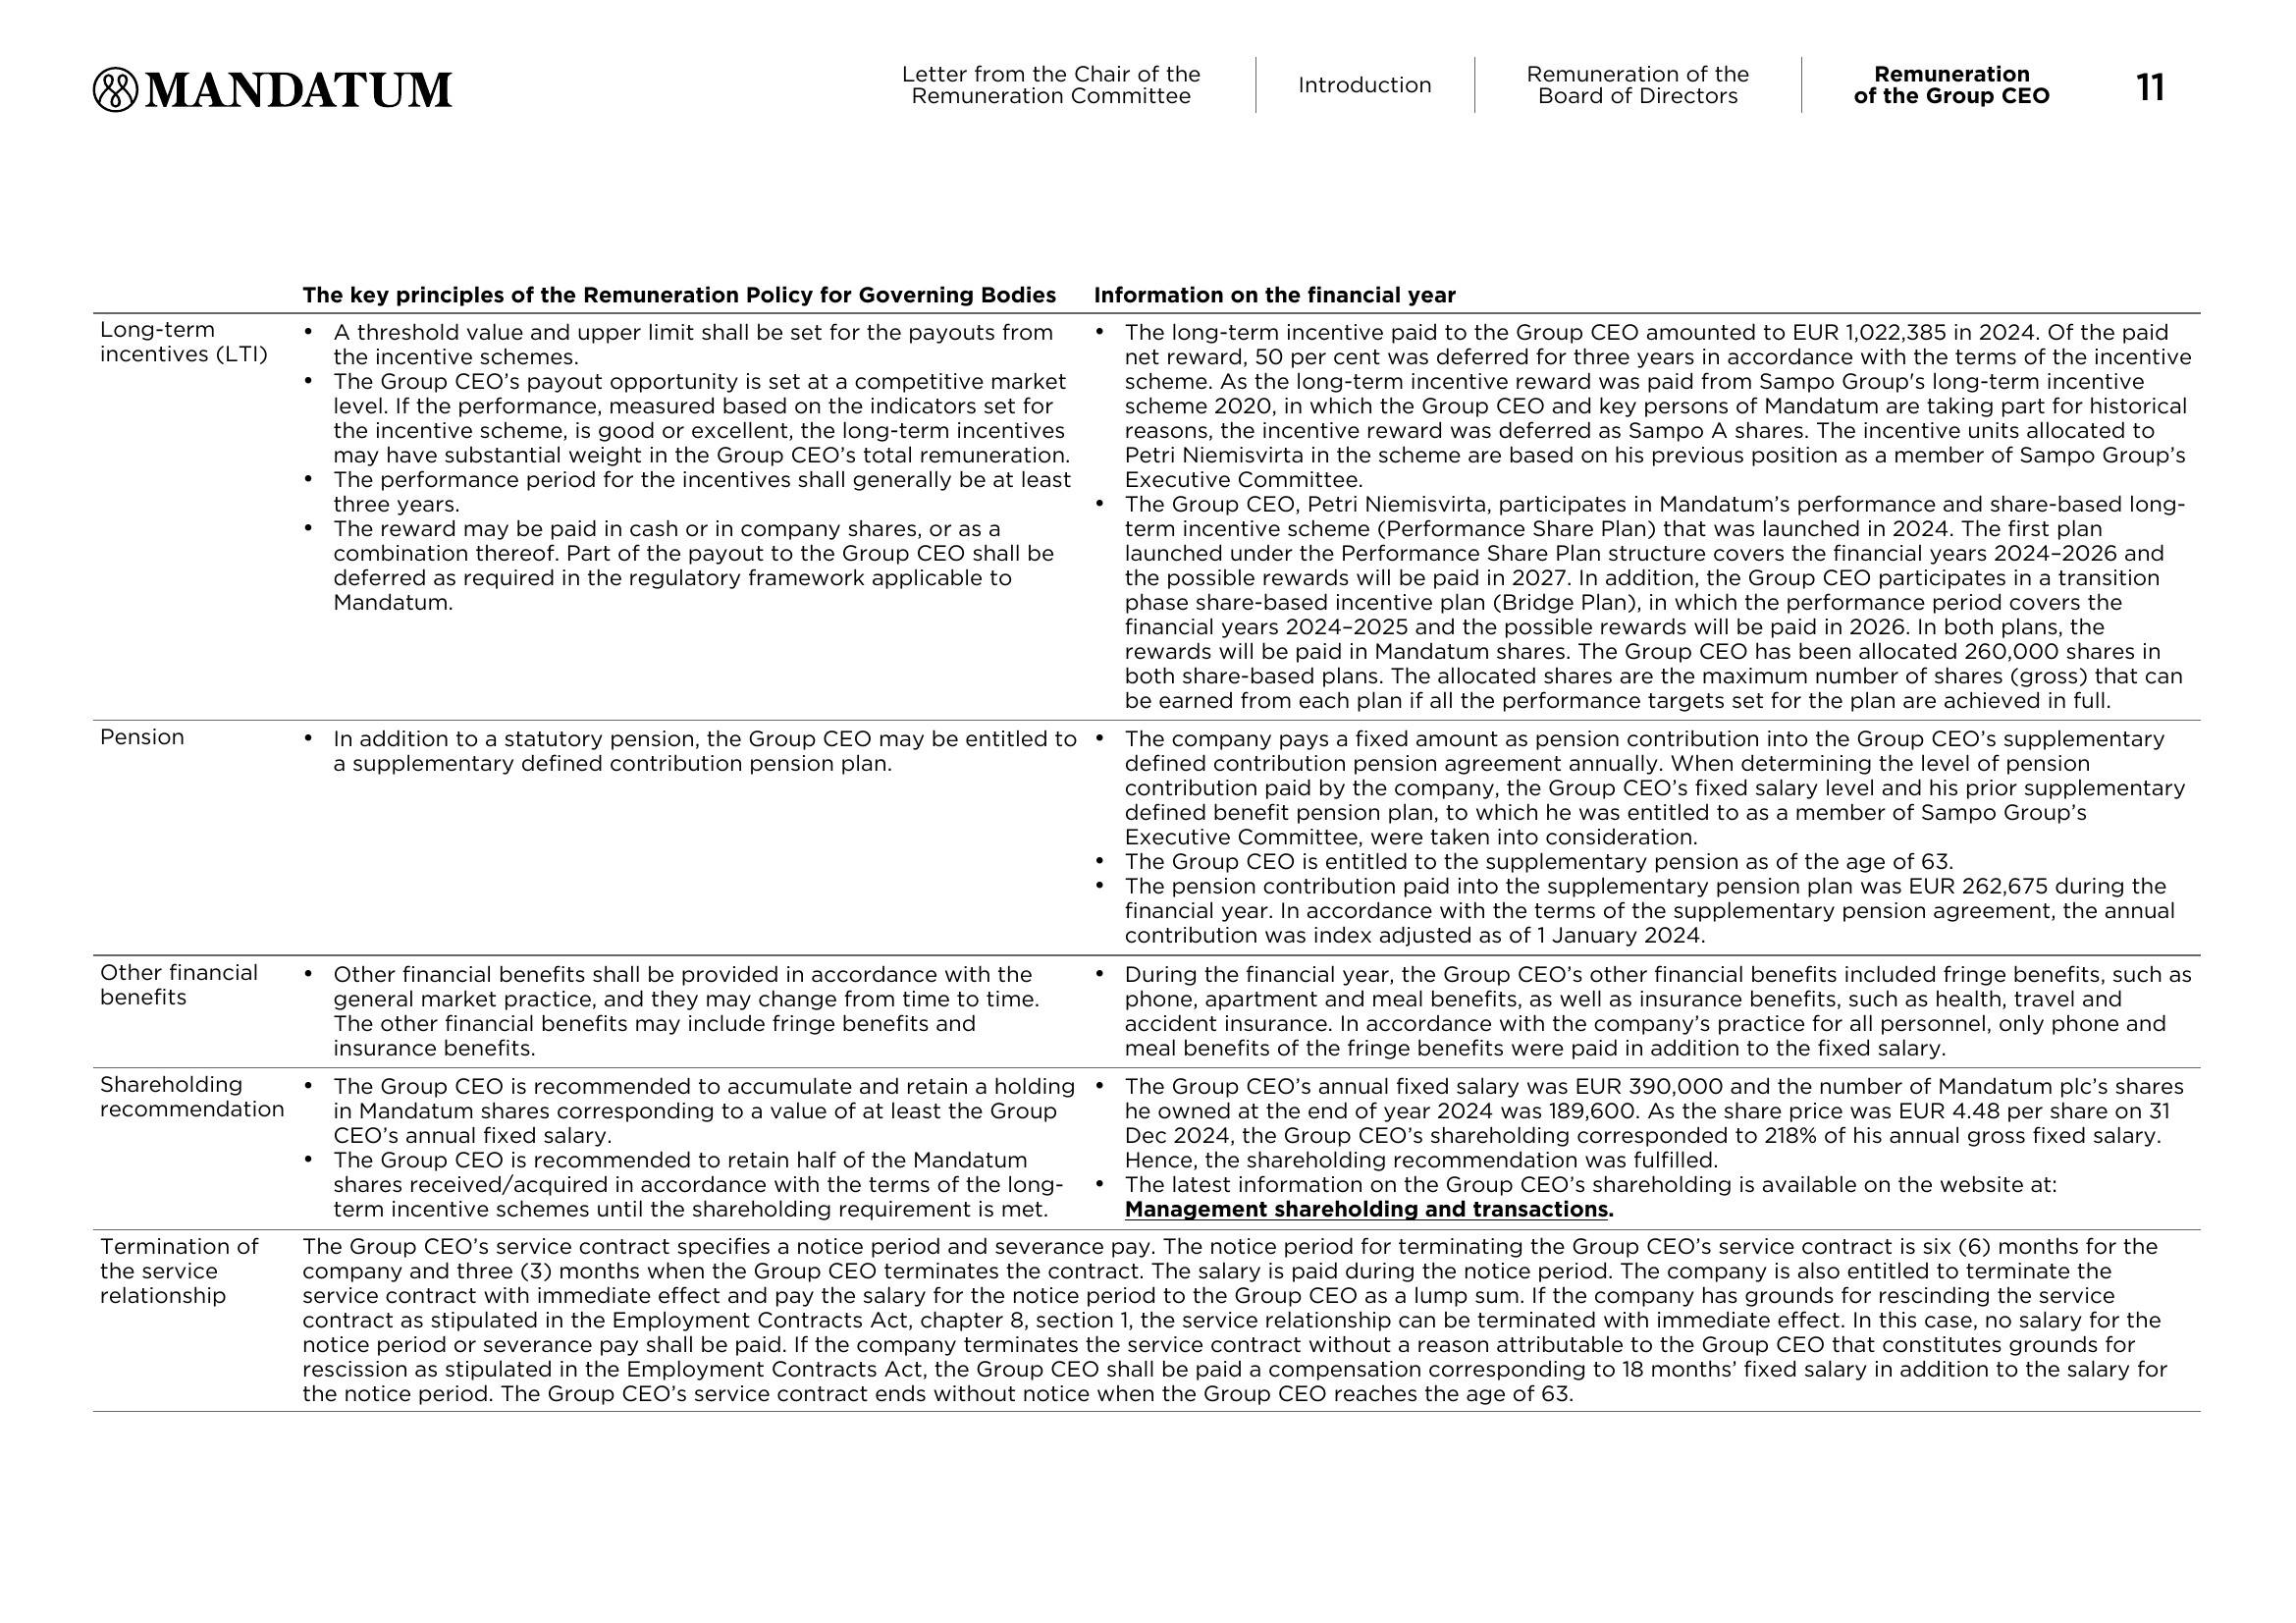 MANDATUM
Letter from the Chair of the
Remuneration Committee
Introduction
Remuneration of the
Board of Directors
Remuneration
of the Group CEO
11
The key principles of the Remuneration Policy for Governing Bodies
Information on the financial year
Long-term
incentives (LTI)
• A threshold value and upper limit shall be set for the payouts from
the incentive schemes.
• The Group CEO’s payout opportunity is set at a competitive market
level. If the performance, measured based on the indicators set for
the incentive scheme, is good or excellent, the long-term incentives
may have substantial weight in the Group CEO’s total remuneration.
• The performance period for the incentives shall generally be at least
three years.
• The reward may be paid in cash or in company shares, or as a
combination thereof. Part of the payout to the Group CEO shall be
deferred as required in the regulatory framework applicable to
Mandatum.
• The long-term incentive paid to the Group CEO amounted to EUR 1,022,385 in 2024. Of the paid
net reward, 50 per cent was deferred for three years in accordance with the terms of the incentive
scheme. As the long-term incentive reward was paid from Sampo Group's long-term incentive
scheme 2020, in which the Group CEO and key persons of Mandatum are taking part for historical
reasons, the incentive reward was deferred as Sampo A shares. The incentive units allocated to
Petri Niemisvirta in the scheme are based on his previous position as a member of Sampo Group’s
Executive Committee.
• The Group CEO, Petri Niemisvirta, participates in Mandatum’s performance and share-based long-
term incentive scheme (Performance Share Plan) that was launched in 2024. The first plan
launched under the Performance Share Plan structure covers the financial years 2024–2026 and
the possible rewards will be paid in 2027. In addition, the Group CEO participates in a transition
phase share-based incentive plan (Bridge Plan), in which the performance period covers the
financial years 2024–2025 and the possible rewards will be paid in 2026. In both plans, the
rewards will be paid in Mandatum shares. The Group CEO has been allocated 260,000 shares in
both share-based plans. The allocated shares are the maximum number of shares (gross) that can
be earned from each plan if all the performance targets set for the plan are achieved in full.
Pension
• In addition to a statutory pension, the Group CEO may be entitled to
a supplementary defined contribution pension plan.
• The company pays a fixed amount as pension contribution into the Group CEO’s supplementary
defined contribution pension agreement annually. When determining the level of pension
contribution paid by the company, the Group CEO’s fixed salary level and his prior supplementary
defined benefit pension plan, to which he was entitled to as a member of Sampo Group’s
Executive Committee, were taken into consideration.
• The Group CEO is entitled to the supplementary pension as of the age of 63.
• The pension contribution paid into the supplementary pension plan was EUR 262,675 during the
financial year. In accordance with the terms of the supplementary pension agreement, the annual
contribution was index adjusted as of 1 January 2024.
Other financial
benefits
• Other financial benefits shall be provided in accordance with the
general market practice, and they may change from time to time.
The other financial benefits may include fringe benefits and
insurance benefits.
• During the financial year, the Group CEO’s other financial benefits included fringe benefits, such as
phone, apartment and meal benefits, as well as insurance benefits, such as health, travel and
accident insurance. In accordance with the company’s practice for all personnel, only phone and
meal benefits of the fringe benefits were paid in addition to the fixed salary.
Shareholding
recommendation
• The Group CEO is recommended to accumulate and retain a holding
in Mandatum shares corresponding to a value of at least the Group
CEO’s annual fixed salary.
• The Group CEO is recommended to retain half of the Mandatum
shares received/acquired in accordance with the terms of the long-
term incentive schemes until the shareholding requirement is met.
• The Group CEO’s annual fixed salary was EUR 390,000 and the number of Mandatum plc’s shares
he owned at the end of year 2024 was 189,600. As the share price was EUR 4.48 per share on 31
Dec 2024, the Group CEO’s shareholding corresponded to 218% of his annual gross fixed salary.
Hence, the shareholding recommendation was fulfilled.
• The latest information on the Group CEO’s shareholding is available on the website at:
Management shareholding and transactions.
Termination of
the service
relationship
The Group CEO’s service contract specifies a notice period and severance pay. The notice period for terminating the Group CEO’s service contract is six (6) months for the
company and three (3) months when the Group CEO terminates the contract. The salary is paid during the notice period. The company is also entitled to terminate the
service contract with immediate effect and pay the salary for the notice period to the Group CEO as a lump sum. If the company has grounds for rescinding the service
contract as stipulated in the Employment Contracts Act, chapter 8, section 1, the service relationship can be terminated with immediate effect. In this case, no salary for the
notice period or severance pay shall be paid. If the company terminates the service contract without a reason attributable to the Group CEO that constitutes grounds for
rescission as stipulated in the Employment Contracts Act, the Group CEO shall be paid a compensation corresponding to 18 months’ fixed salary in addition to the salary for
the notice period. The Group CEO’s service contract ends without notice when the Group CEO reaches the age of 63.